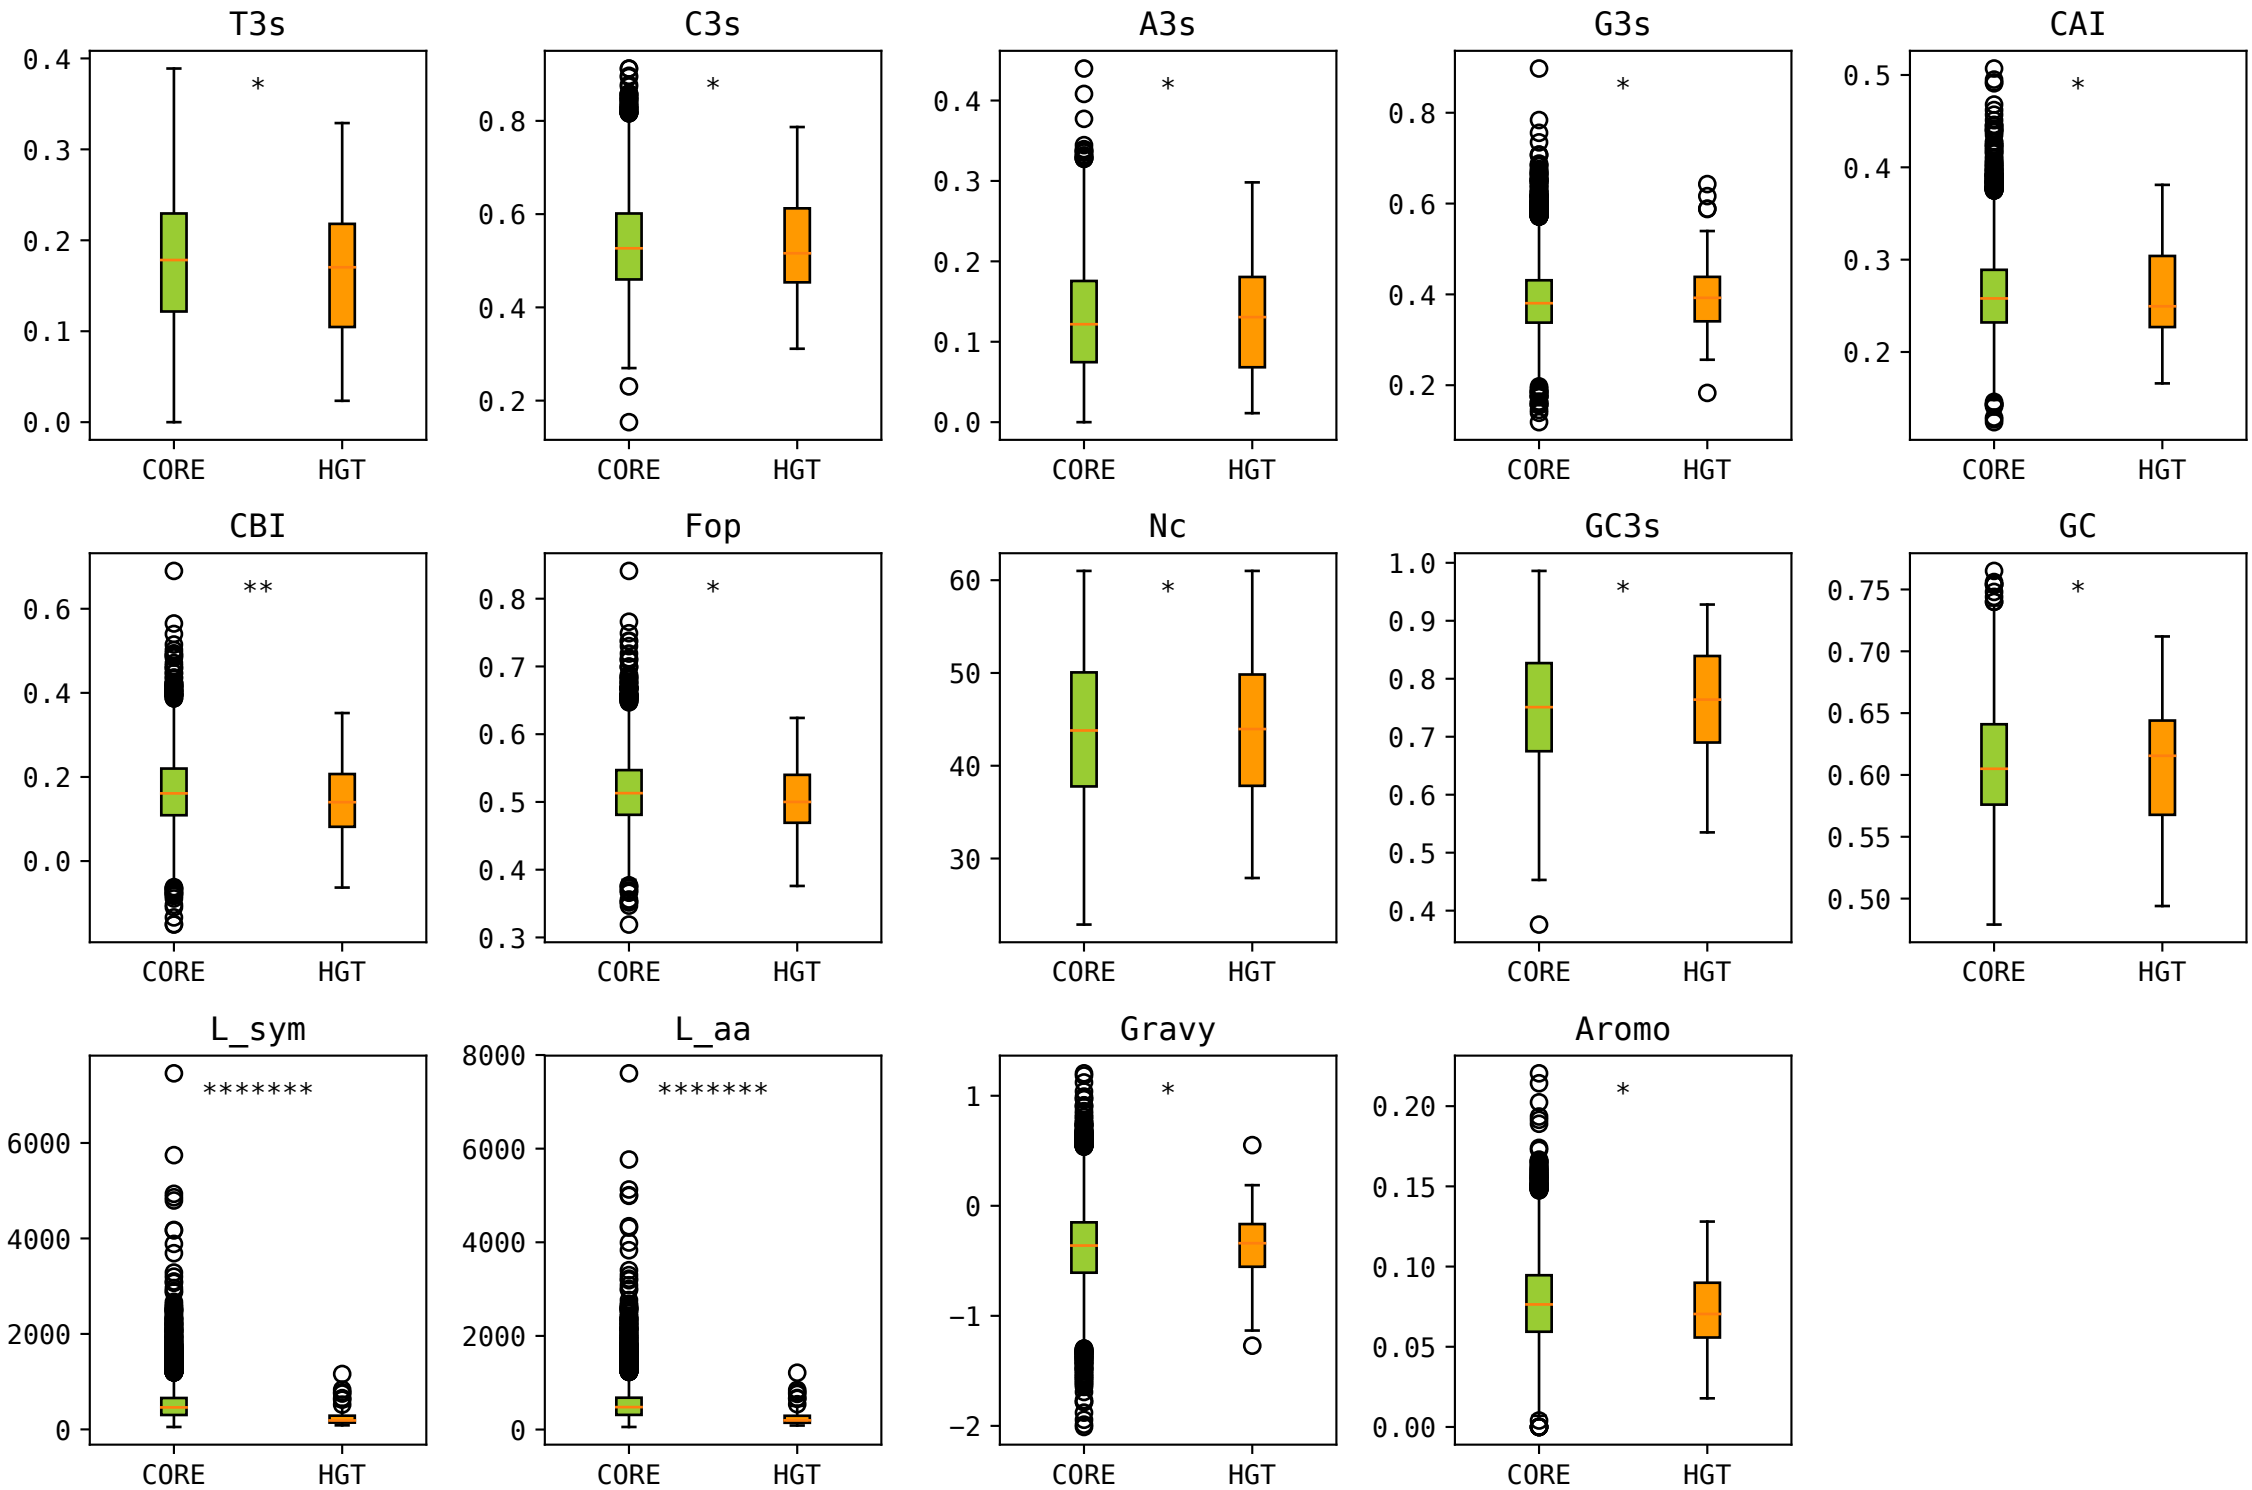 T3s
0.4
0.3
0.2
0.1
0.0
*
CORE HGT
C3s
0.8
0.6
0.4
0.2
*
CORE HGT
A3s
0.4
0.3
0.2
0.1
0.0
*
CORE HGT
G3s
0.8
0.6
0.4
0.2
*
CORE HGT
CAI
0.5
0.4
0.3
0.2
*
CORE HGT
CBI
0.6
0.4
0.2
0.0
**
CORE HGT
Fop
0.8
0.7
0.6
0.5
0.4
0.3
*
CORE HGT
Nc
60
50
40
30
*
CORE HGT
GC3s
1.0
0.9
0.8
0.7
0.6
0.5
0.4
*
CORE HGT
GC
0.75
0.70
0.65
0.60
0.55
0.50
*
CORE HGT
L_sym
6000
4000
2000
0
*******
CORE HGT
L_aa
8000
6000
4000
2000
0
*******
CORE HGT
Gravy
1
0
−1
−2
*
CORE HGT
Aromo
0.20
0.15
0.10
0.05
0.00
*
CORE HGT